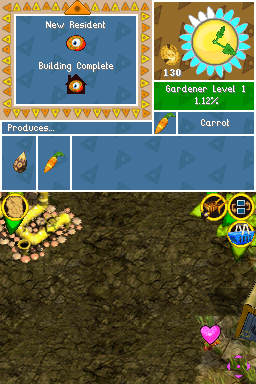 New Resident
Building Complete
130
Gardener level 1
1.12%
Produces...
Carrot